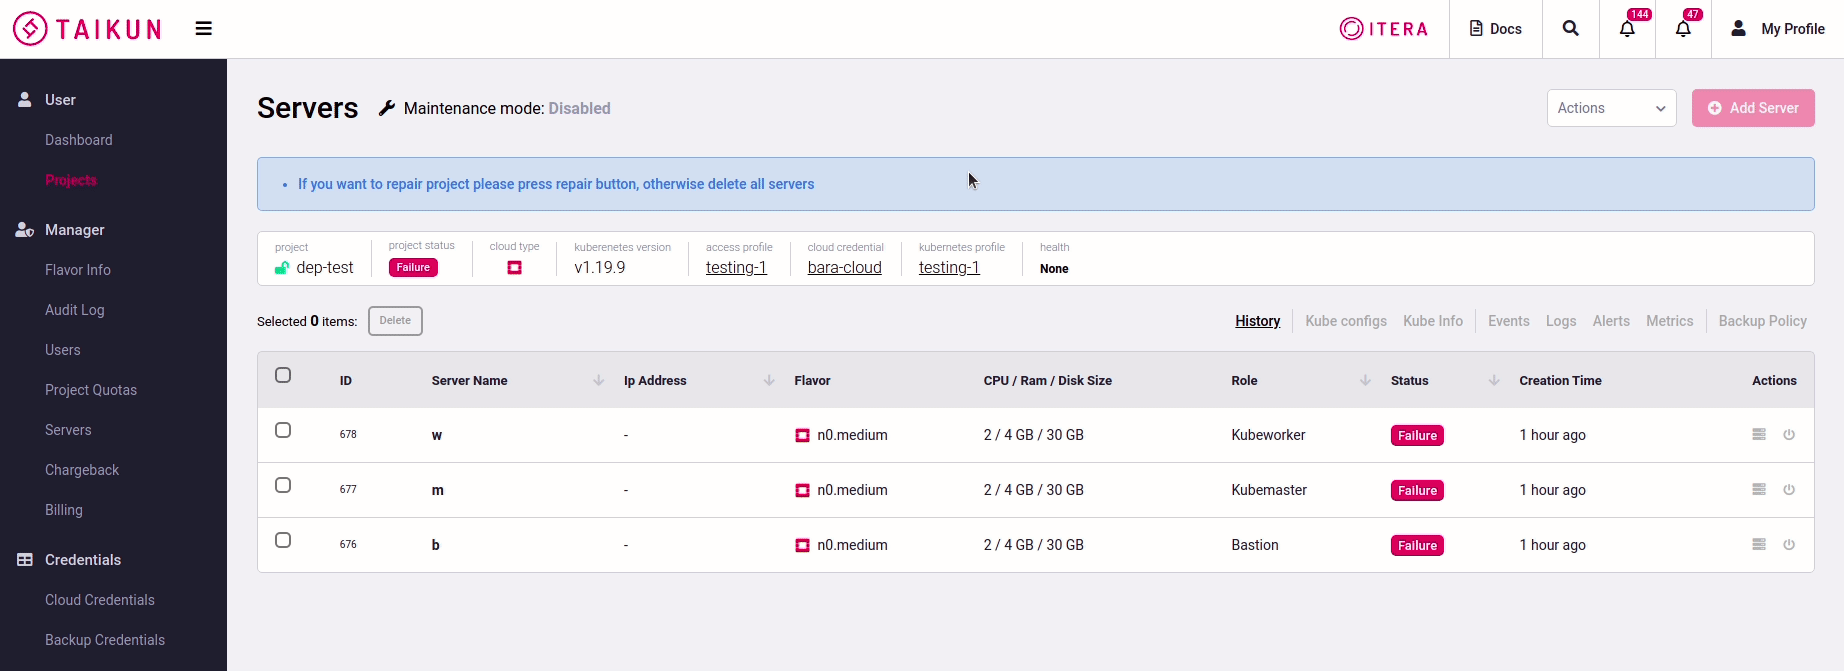 TAIKUN
ITERA
Docs
144
47
My Profile
User
Dashboard
Projects
Manager
Flavor Info
Audit Log
Users
Project Quotas
Servers
Chargeback
Billing
Credentials
Cloud Credentials
Backup Credentials
Servers
Maintenance mode: Disabled
Actions
Add Server
• If you want to repair project please press repair button, otherwise delete all servers
project
dep-test
project status
Failure
cloud type
kuberenetes version
v1.19.9
access profile
testing-1
cloud credential
bara-cloud
kubernetes profile
testing-1
health
None
Selected 0 items:
Delete
History
Kube configs
Kube Info
Events
Logs
Alerts
Metrics
Backup Policy
ID Server Name Ip Address Flavor CPU / Ram / Disk Size Role Status Creation Time Actions
678 w - n0.medium 2 / 4 GB / 30 GB Kubeworker Failure 1 hour ago
677 m - n0.medium 2 / 4 GB / 30 GB Kubemaster Failure 1 hour ago
676 b - n0.medium 2 / 4 GB / 30 GB Bastion Failure 1 hour ago